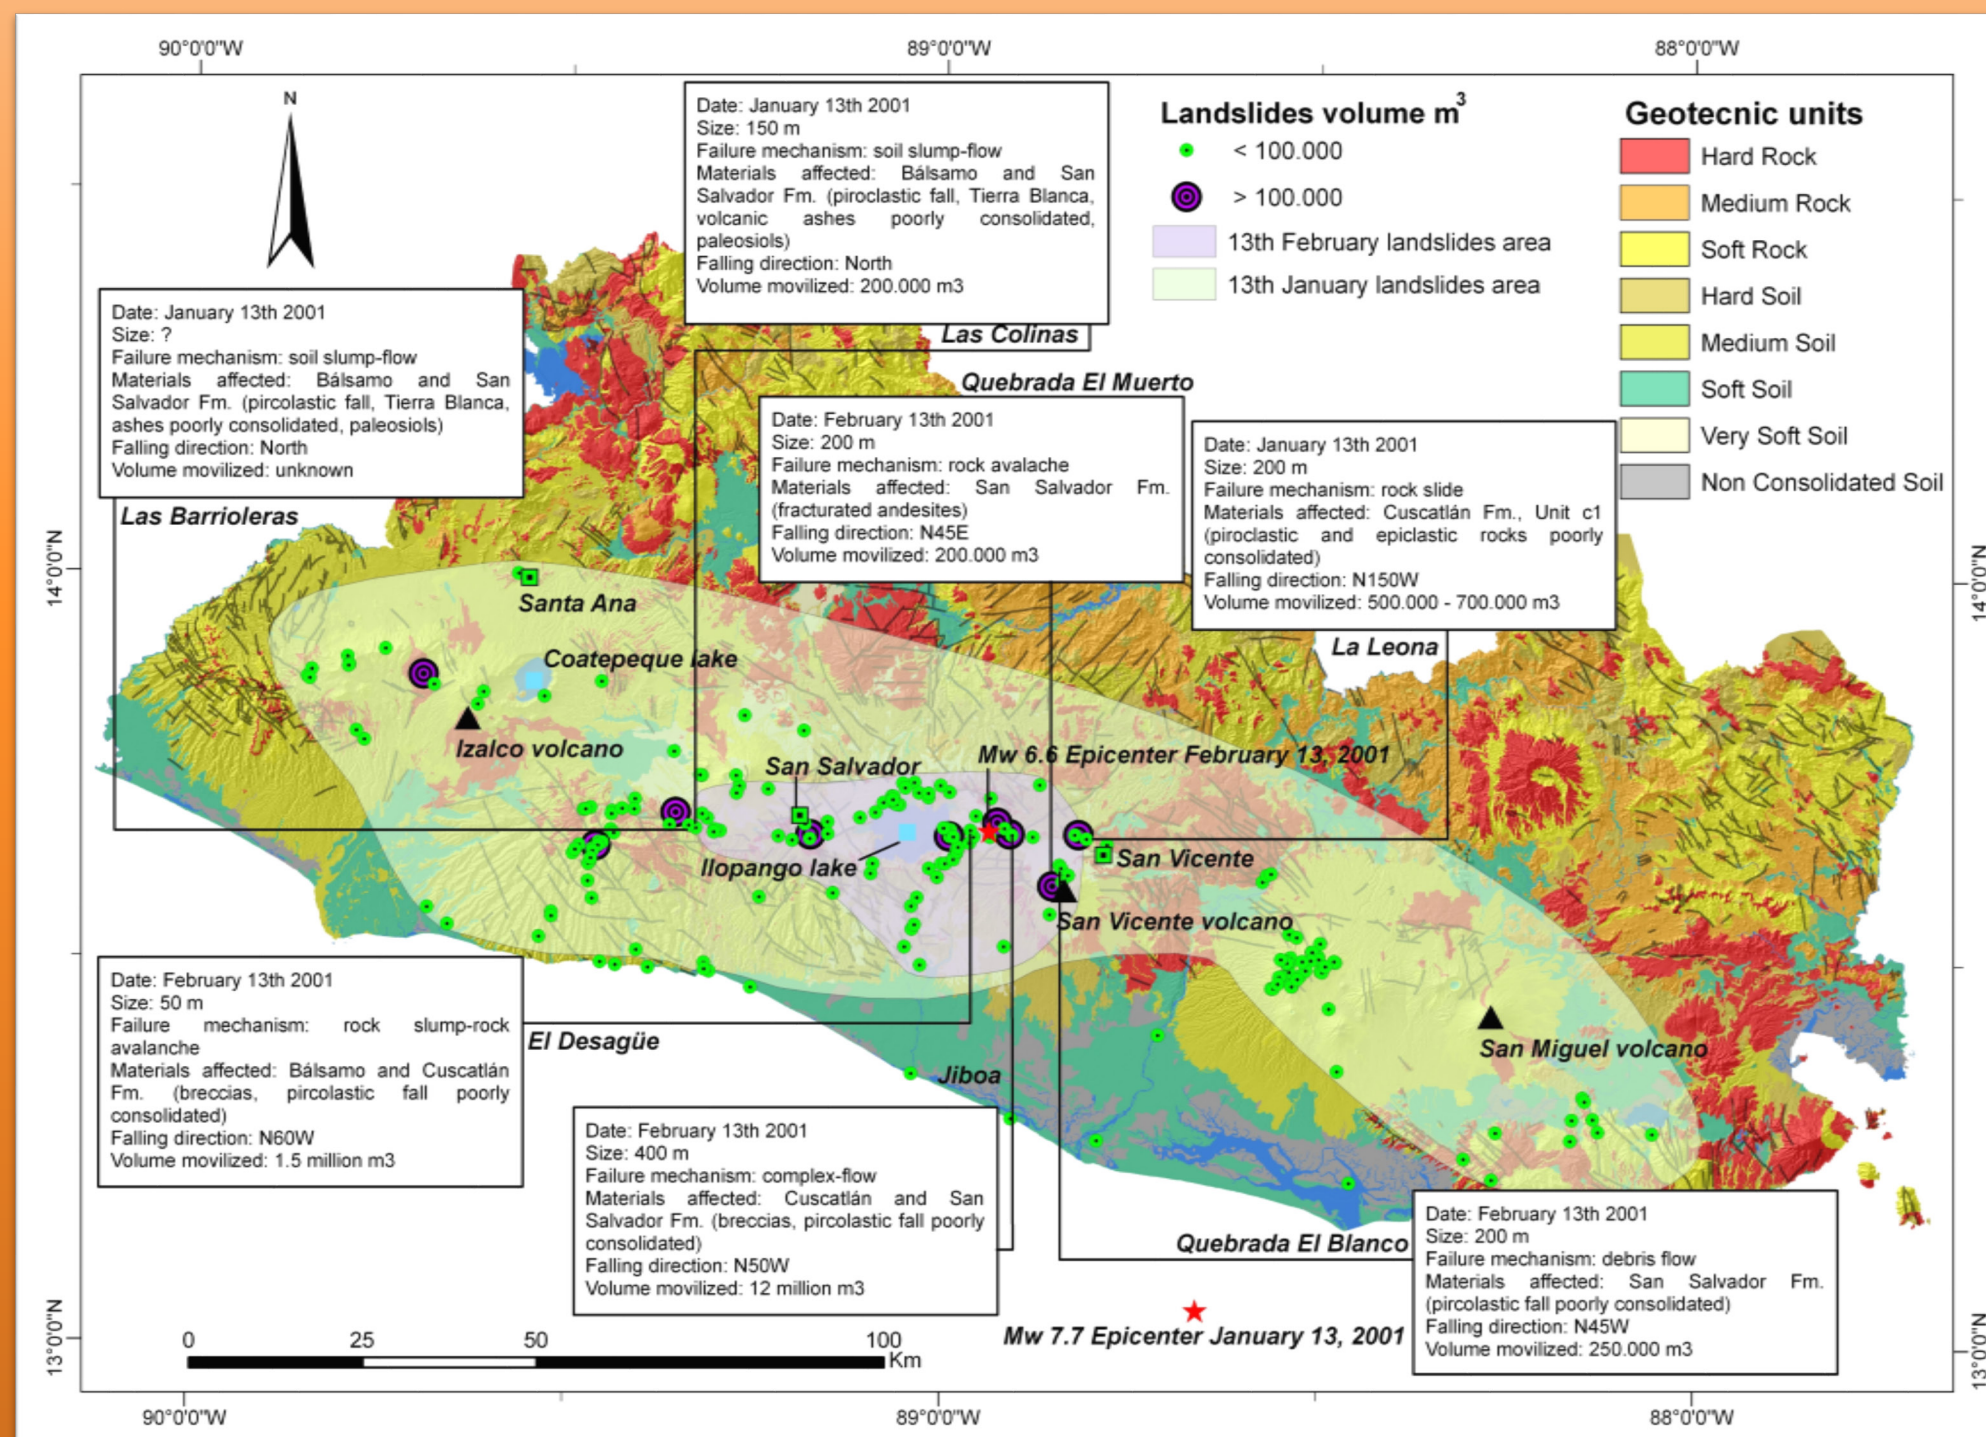 90°0'0"W
89°0'0"W
88°0'0"W
N
Date: January 13th 2001
Size: 150 m
Failure mechanism: soil slump-flow
Materials affected: Bálsamo and San
Salvador Fm. (piroclastic fall, Tierra Blanca,
volcanic ashes poorly consolidated,
paleosiols)
Falling direction: North
Volume movilized: 200.000 m3
Las Colinas
Landslides volume m3
< 100.000
> 100.000
13th February landslides area
13th January landslides area
Geotecnic units
Hard Rock
Medium Rock
Soft Rock
Hard Soil
Medium Soil
Soft Soil
Very Soft Soil
Non Consolidated Soil
Date: January 13th 2001
Size: ?
Failure mechanism: soil slump-flow
Materials affected: Bálsamo and San
Salvador Fm. (pircolastic fall, Tierra Blanca,
ashes poorly consolidated, paleosiols)
Falling direction: North
Volume movilized: unknown
Las Barrioleras
Quebrada El Muerto
Date: February 13th 2001
Size: 200 m
Failure mechanism: rock avalache
Materials affected: San Salvador Fm.
(fracturated andesites)
Falling direction: N45E
Volume movilized: 200.000 m3
Date: January 13th 2001
Size: 200 m
Failure mechanism: rock slide
Materials affected: Cuscatlán Fm., Unit c1
(piroclastic and epiclastic rocks poorly
consolidated)
Falling direction: N150W
Volume movilized: 500.000 - 700.000 m3
La Leona
14°0'0"N
14°0'0"N
Santa Ana
Coatepeque lake
Izalco volcano
San Salvador
Mw 6.6 Epicenter February 13, 2001
Ilopango lake
San Vicente
San Vicente volcano
San Miguel volcano
Date: February 13th 2001
Size: 50 m
Failure mechanism: rock slump-rock
avalanche
Materials affected: Bálsamo and Cuscatlán
Fm. (breccias, pircolastic fall poorly
consolidated)
Falling direction: N60W
Volume movilized: 1.5 million m3
El Desagüe
Jiboa
Date: February 13th 2001
Size: 400 m
Failure mechanism: complex-flow
Materials affected: Cuscatlán and San
Salvador Fm. (breccias, pircolastic fall poorly
consolidated)
Falling direction: N50W
Volume movilized: 12 million m3
Quebrada El Blanco
Date: February 13th 2001
Size: 200 m
Failure mechanism: debris flow
Materials affected: San Salvador Fm.
(pircolastic fall poorly consolidated)
Falling direction: N45W
Volume movilized: 250.000 m3
Mw 7.7 Epicenter January 13, 2001
13°0'0"N
13°0'0"N
0 25 50 100
Km
90°0'0"W
89°0'0"W
88°0'0"W